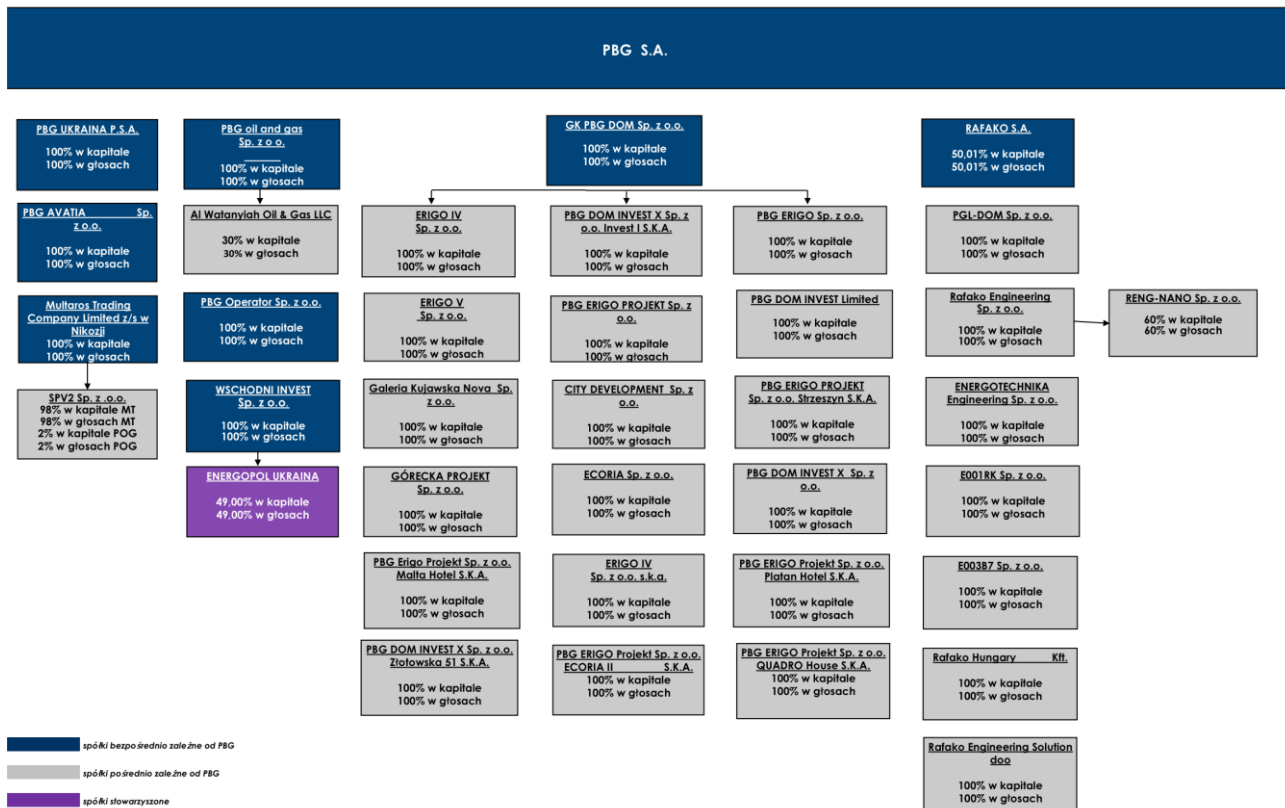 PBG S.A.
PBG UKRAINA P.S.A.
100% w kapitale
100% w głosach
PBG oil and gas
Sp. z o o.
100% w kapitale
100% w głosach
GK PBG DOM Sp. z o.o.
100% w kapitale
100% w głosach
RAFAKO S.A.
50,01% w kapitale
50,01% w głosach
PBG AVATIA Sp.
z o.o.
100% w kapitale
100% w głosach
Al Watanyiah Oil & Gas LLC
30% w kapitale
30% w głosach
ERIGO IV
Sp. z o.o.
100% w kapitale
100% w głosach
PBG DOM INVEST X Sp. z
o.o. Invest I S.K.A.
100% w kapitale
100% w głosach
PBG ERIGO Sp. z o.o.
100% w kapitale
100% w głosach
PGL-DOM Sp. z o.o.
100% w kapitale
100% w głosach
Multaros Trading
Company Limited z/s w
Nikozji
100% w kapitale
100% w głosach
PBG Operator Sp. z o.o.
100% w kapitale
100% w głosach
ERIGO V
Sp. z o.o.
100% w kapitale
100% w głosach
PBG ERIGO PROJEKT Sp. z
o.o.
100% w kapitale
100% w głosach
PBG DOM INVEST Limited
100% w kapitale
100% w głosach
Rafako Engineering
Sp. z o.o.
100% w kapitale
100% w głosach
RENG-NANO Sp. z o.o.
60% w kapitale
60% w głosach
SPV2 Sp. z .o.o.
98% w kapitale MT
98% w głosach MT
2% w kapitale POG
2% w głosach POG
WSCHODNI INVEST
Sp. z o.o.
100% w kapitale
100% w głosach
Galeria Kujawska Nova Sp.
z o.o.
100% w kapitale
100% w głosach
CITY DEVELOPMENT Sp. z
o.o.
100% w kapitale
100% w głosach
PBG ERIGO PROJEKT
Sp. z o.o. Strzeszyn S.K.A.
100% w kapitale
100% w głosach
ENERGOTECHNIKA
Engineering Sp. z o.o.
100% w kapitale
100% w głosach
ENERGOPOL UKRAINA
49,00% w kapitale
49,00% w głosach
GÓRECKA PROJEKT
Sp. z o.o.
100% w kapitale
100% w głosach
ECORIA Sp. z o.o.
100% w kapitale
100% w głosach
PBG DOM INVEST X Sp. z
o.o.
100% w kapitale
100% w głosach
E001RK Sp. z o.o.
100% w kapitale
100% w głosach
PBG Erigo Projekt Sp. z o.o.
Malta Hotel S.K.A.
100% w kapitale
100% w głosach
ERIGO IV
Sp. z o.o. s.k.a.
100% w kapitale
100% w głosach
PBG ERIGO Projekt Sp. z o.o.
Platan Hotel S.K.A.
100% w kapitale
100% w głosach
E003B7 Sp. z o.o.
100% w kapitale
100% w głosach
PBG DOM INVEST X Sp. z o.o.
Złotowska 51 S.K.A.
100% w kapitale
100% w głosach
PBG ERIGO Projekt Sp. z o.o.
ECORIA II S.K.A.
100% w kapitale
100% w głosach
PBG ERIGO Projekt Sp. z o.o.
QUADRO House S.K.A.
100% w kapitale
100% w głosach
Rafako Hungary Kft.
100% w kapitale
100% w głosach
Rafako Engineering Solution
doo
100% w kapitale
100% w głosach
spółki bezpośrednio zależne od PBG
spółki pośrednio zależne od PBG
spółki stowarzyszone